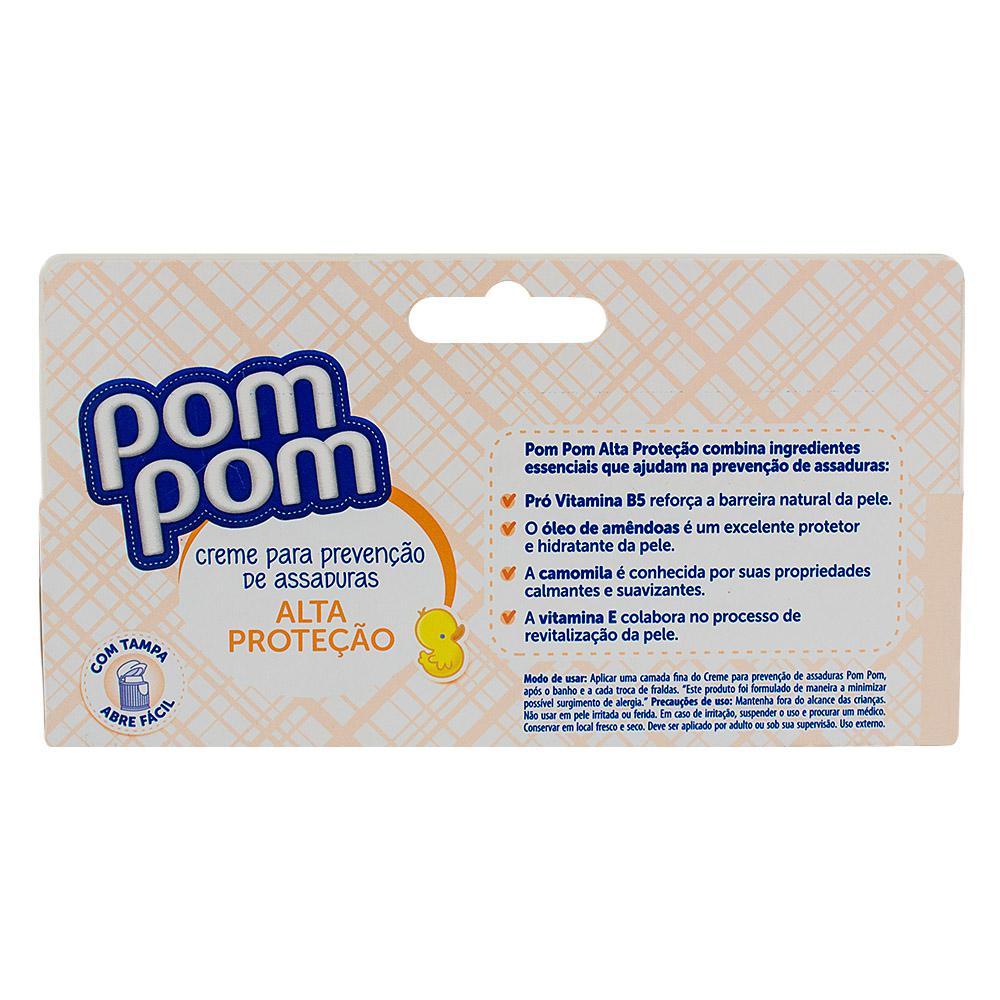 pom
pom
creme para prevenção
DE assaduras
ALTA
PROTEÇÃO
COM TAMPA
ABRE FÁCIL
Pom Pom Alta Proteção combina ingredientes
essenciais que ajudam na prevenção de assaduras:
Pró Vitamina B5 reforça a barreira natural da pele.
O óleo de amêndoas é um excelente protetor
e hidratante da pele.
A camomila é conhecida por suas propriedades
calmantes e suavizantes.
A vitamina E colabora no processo de
revitalização da pele.
Modo de usar: Aplicar uma camada fina do Creme para prevenção de assaduras Pom Pom,
após o banho e a cada troca de fraldas. "Este produto foi formulado de maneira a minimizar
possível surgimento de alergia." Precauções de uso: Mantenha fora do alcance das crianças.
Não usar em pele irritada ou ferida. Em caso de irritação, suspender o uso e procurar um médico.
Conservar em local fresco e seco. Deve ser aplicado por adulto ou sob sua supervisão. Uso externo.